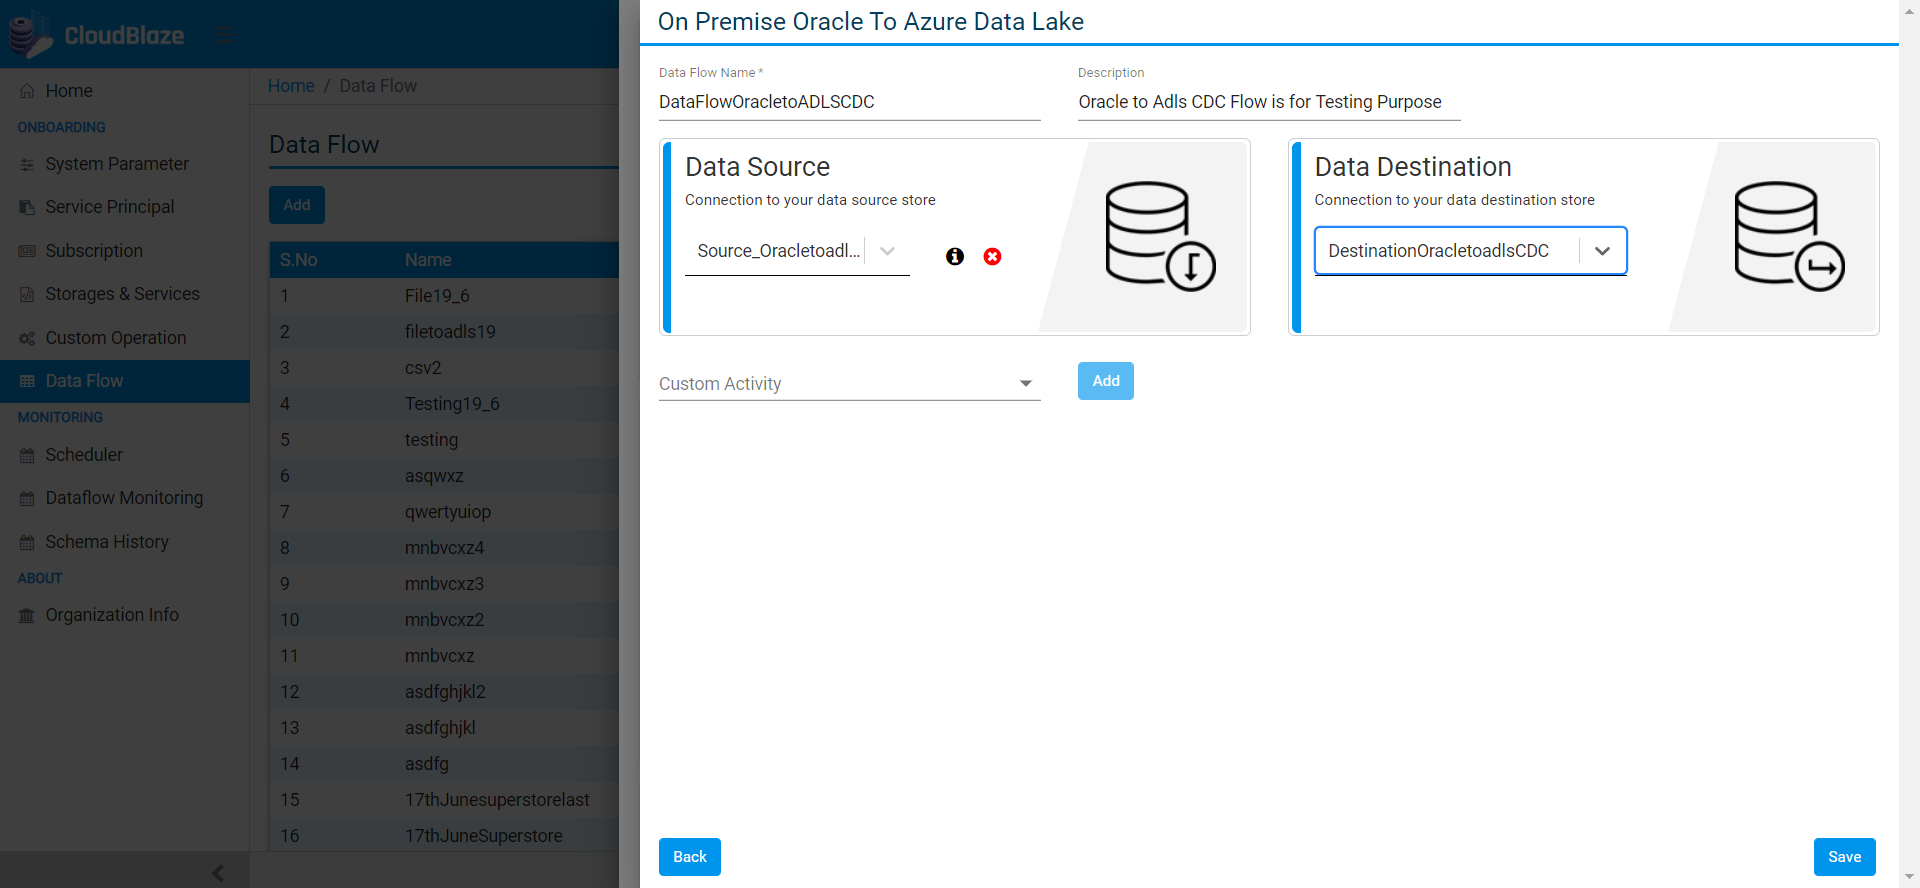 CloudBlaze
Home
ONBOARDING
System Parameter
Service Principal
Subscription
Storages & Services
Custom Operation
Data Flow
MONITORING
Scheduler
Dataflow Monitoring
Schema History
ABOUT
Organization Info
Home / Data Flow
Data Flow
Add
S.No Name
1 File19_6
2 filetoadls19
3 csv2
4 Testing19_6
5 testing
6 asqwxz
7 qwertyuiop
8 mnbvcxz4
9 mnbvcxz3
10 mnbvcxz2
11 mnbvcxz
12 asdfghjkl2
13 asdfghjkl
14 asdfg
15 17thJunesuperstorelast
16 17thJuneSuperstore
On Premise Oracle To Azure Data Lake
Data Flow Name *
DataFlowOracletoADLSCDC
Description
Oracle to Adls CDC Flow is for Testing Purpose
Data Source
Connection to your data source store
Source_Oracletoadl...
Data Destination
Connection to your data destination store
DestinationOracletoadlsCDC
Custom Activity
Add
Back
Save